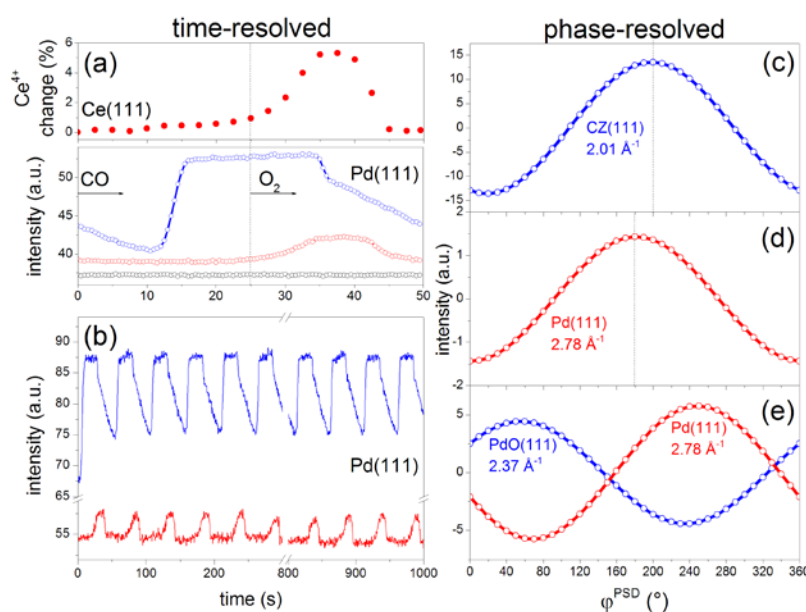 time-resolved
phase-resolved
(a)
Ce⁴⁺
change (%)
6
5
4
3
2
1
0
Ce(111)
intensity (a.u.)
50
45
40
CO
O₂
Pd(111)
0 10 20 30 40 50
(b)
intensity (a.u.)
90
85
80
75
70
65
55
Pd(111)
0 100 200 800 900 1000
time (s)
(c)
15
10
5
0
-5
-10
-15
CZ(111)
2.01 Å⁻¹
intensity (a.u.)
(d)
2
1
0
-1
-2
Pd(111)
2.78 Å⁻¹
(e)
5
0
-5
PdO(111)
2.37 Å⁻¹
Pd(111)
2.78 Å⁻¹
0 40 80 120 160 200 240 280 320 360
φᴾˢᴰ (°)